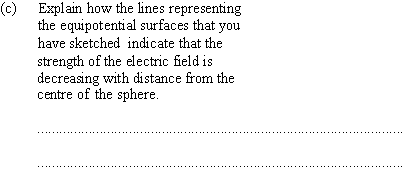 (c) Explain how the lines representing
the equipotential surfaces that you
have sketched indicate that the
strength of the electric field is
decreasing with distance from the
centre of the sphere.